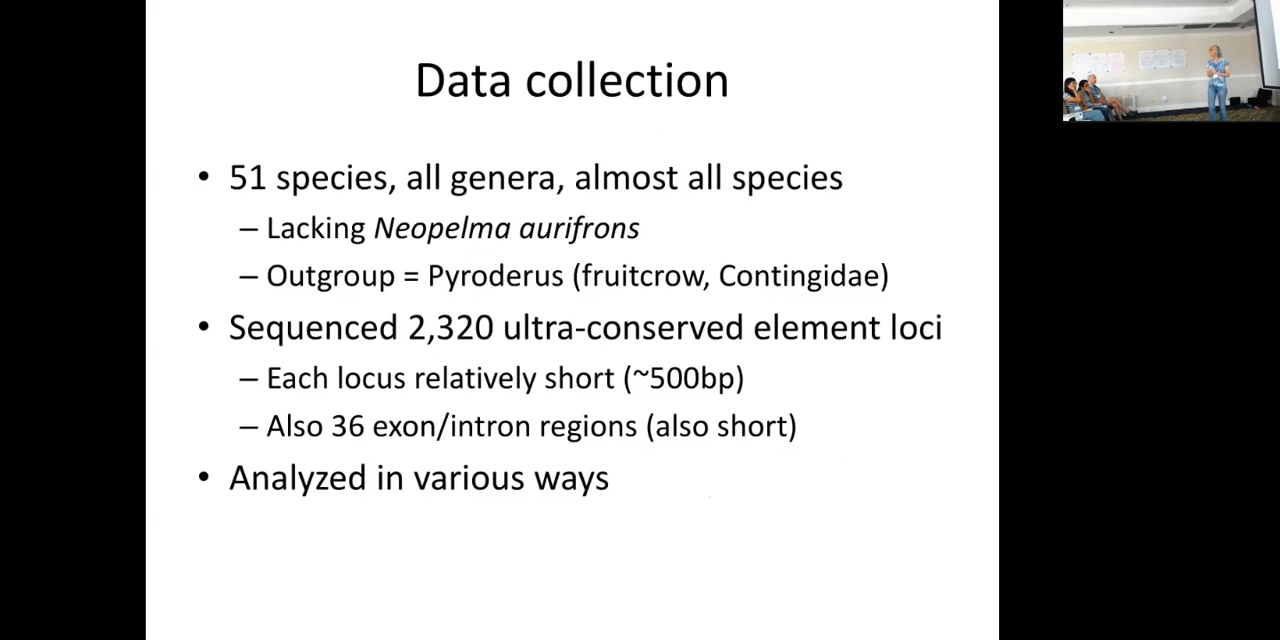 Data collection
• 51 species, all genera, almost all species
– Lacking Neopelma aurifrons
– Outgroup = Pyroderus (fruitcrow, Contingidae)
• Sequenced 2,320 ultra-conserved element loci
– Each locus relatively short (~500bp)
– Also 36 exon/intron regions (also short)
• Analyzed in various ways